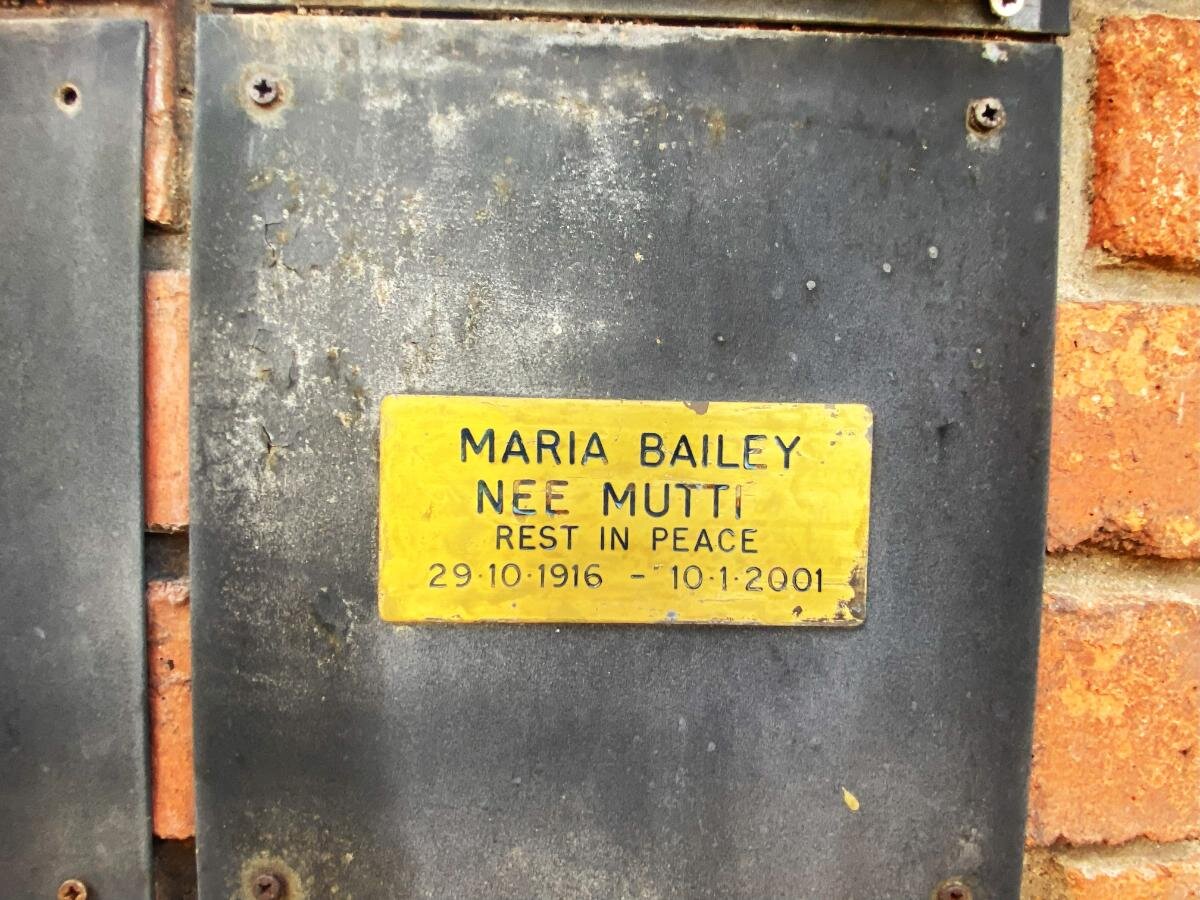 MARIA BAILEY
NEE MUTTI
REST IN PEACE
29·10·1916 - 10·1·2001